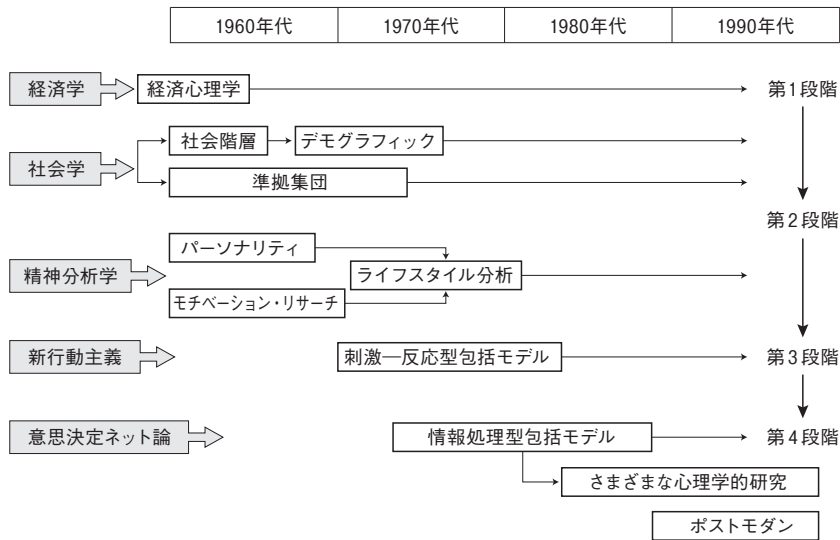 1960年代 1970年代 1980年代 1990年代
経済学 経済心理学 第1段階
社会階層 デモグラフィック
社会学
準拠集団
第2段階
パーソナリティ
精神分析学 ライフスタイル分析
モチベーション・リサーチ
新行動主義 刺激―反応型包括モデル 第3段階
意思決定ネット論 情報処理型包括モデル 第4段階
さまざまな心理学的研究
ポストモダン